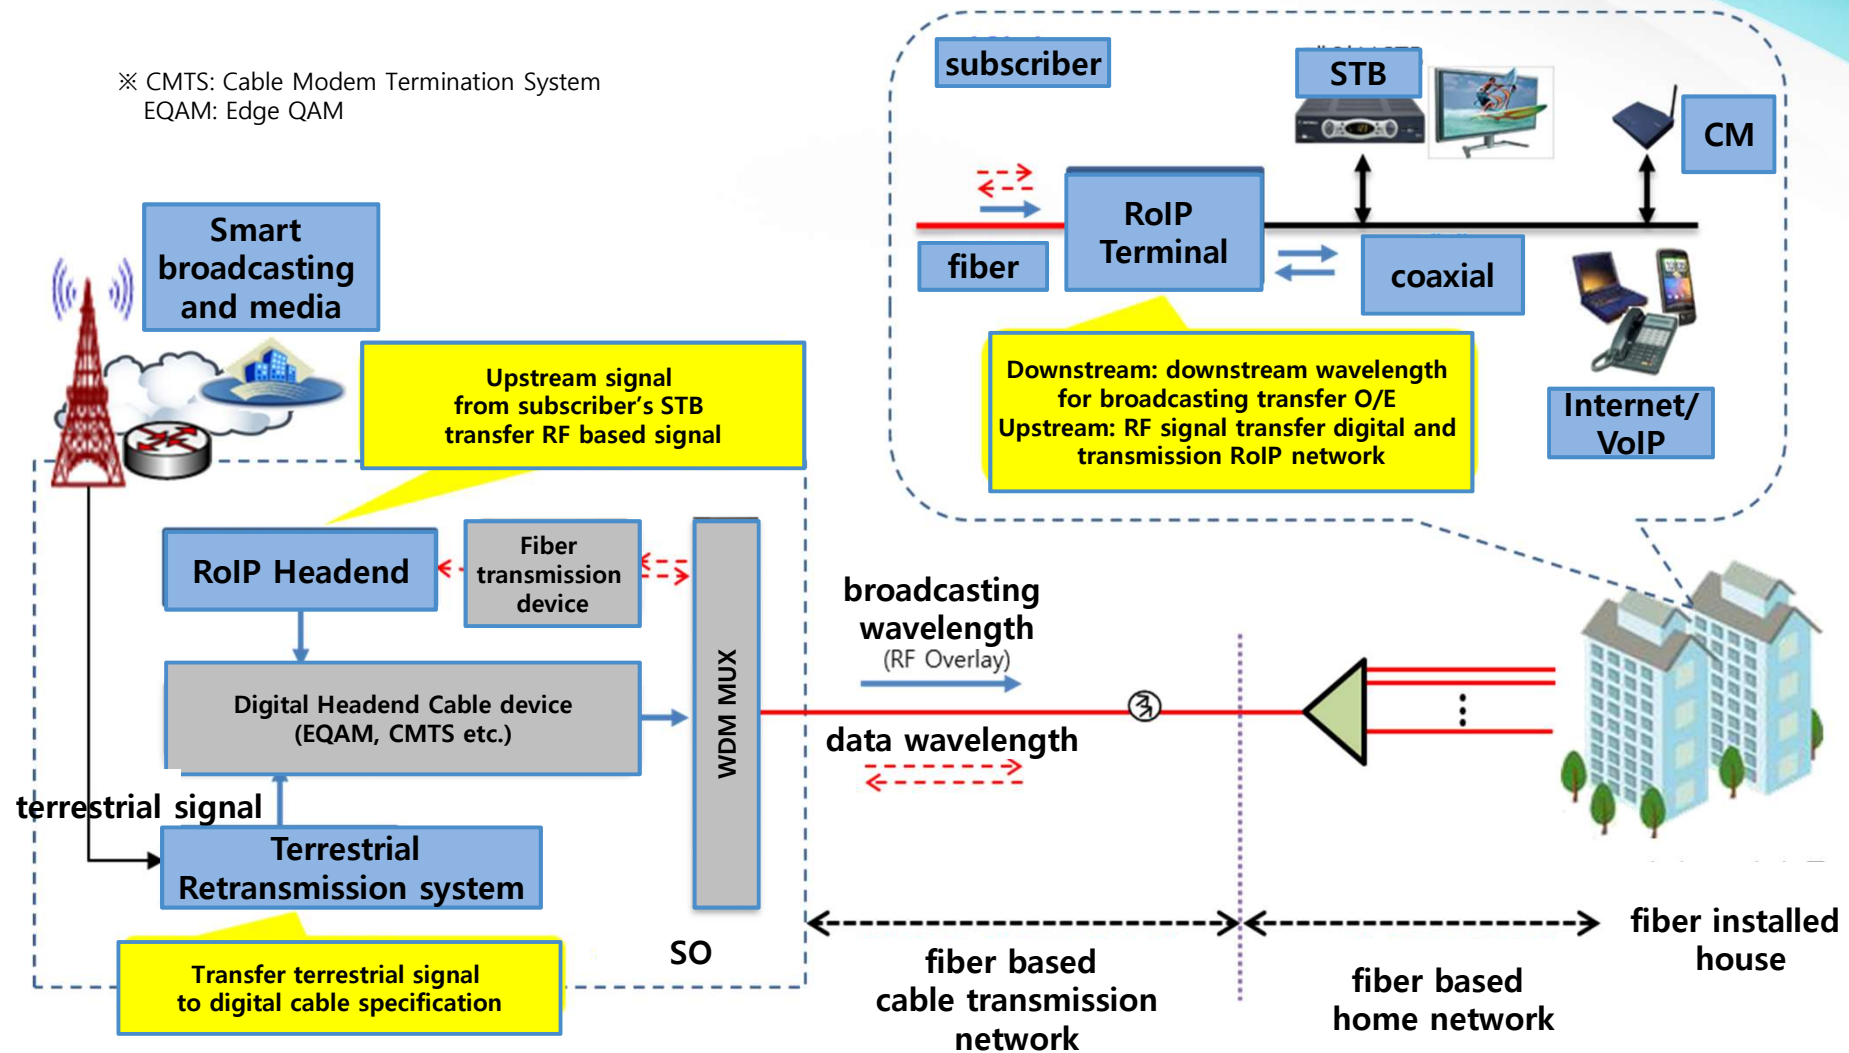 ※ CMTS: Cable Modem Termination System
EQAM: Edge QAM
subscriber
STB
CM
RoIP
Terminal
fiber
coaxial
Downstream: downstream wavelength
for broadcasting transfer O/E
Upstream: RF signal transfer digital and
transmission RoIP network
Internet/
VoIP
Smart
broadcasting
and media
Upstream signal
from subscriber's STB
transfer RF based signal
RoIP Headend
Fiber
transmission
device
Digital Headend Cable device
(EQAM, CMTS etc.)
WDM MUX
terrestrial signal
Terrestrial
Retransmission system
Transfer terrestrial signal
to digital cable specification
SO
broadcasting
wavelength
(RF Overlay)
data wavelength
fiber based
cable transmission
network
fiber based
home network
fiber installed
house